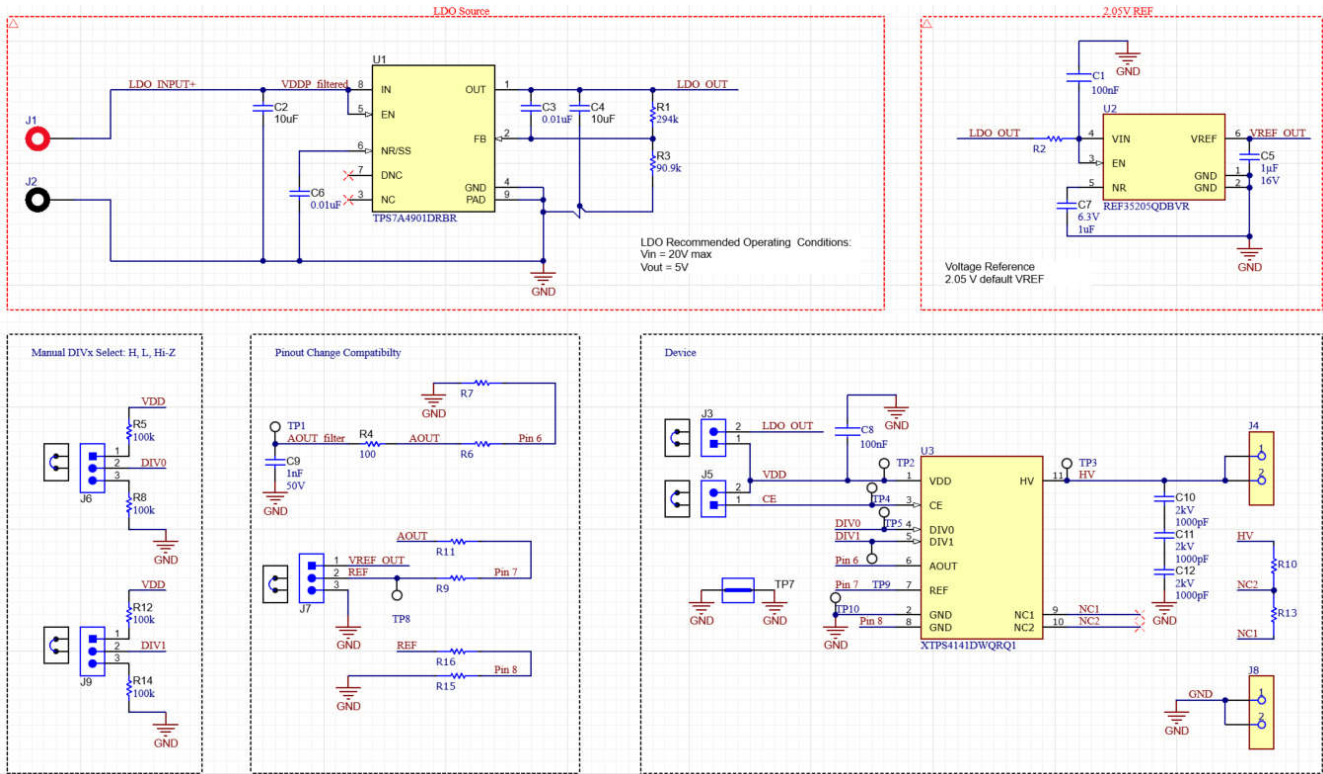 LDO Source
U1
LDO_INPUT+
VDDP_filtered
8
IN
OUT
1
LDO_OUT
C2
10uF
5
EN
C3
0.01uF
C4
10uF
R1
294k
J1
FB
2
6
NR/SS
R3
90.9k
J2
7
DNC
C6
0.01uF
3
NC
GND
4
PAD
9
TPS7A4901DRBR
LDO Recommended Operating Conditions:
Vin = 20V max
Vout = 5V
GND
2.05V REF
GND
C1
100nF
U2
LDO_OUT
R2
4
VIN
VREF
6
VREF_OUT
3
EN
C5
1µF
16V
5
NR
GND
1
GND
2
C7
6.3V
1uF
REF35205QDBVR
GND
Voltage Reference
2.05 V default VREF
Manual DIVx Select: H, L, Hi-Z
VDD
R5
100k
1
2
3
DIV0
J6
R8
100k
GND
VDD
R12
100k
1
2
3
DIV1
J9
R14
100k
GND
Pinout Change Compatibilty
R7
GND
TP1
AOUT_filter
R4
100
AOUT
R6
Pin 6
C9
1nF
50V
GND
AOUT
R11
1
VREF_OUT
2
REF
3
R9
Pin 7
J7
TP8
GND
REF
R16
R15
Pin 8
GND
Device
J3
2
LDO_OUT
1
GND
C8
100nF
J5
VDD
2
1
CE
TP2
TP4
TP5
U3
1
VDD
3
CE
DIV0
4
DIV0
DIV1
5
DIV1
Pin 6
6
AOUT
Pin 7
TP9
7
REF
TP10
2
GND
Pin 8
8
GND
GND
TP7
GND
GND
HV
11
TP3
HV
NC1
9
NC1
NC2
10
NC2
XTPS4141DWQRQ1
J4
1
2
C10
2kV
1000pF
C11
2kV
1000pF
C12
2kV
1000pF
GND
HV
R10
NC2
R13
NC1
J8
GND
1
2
GND